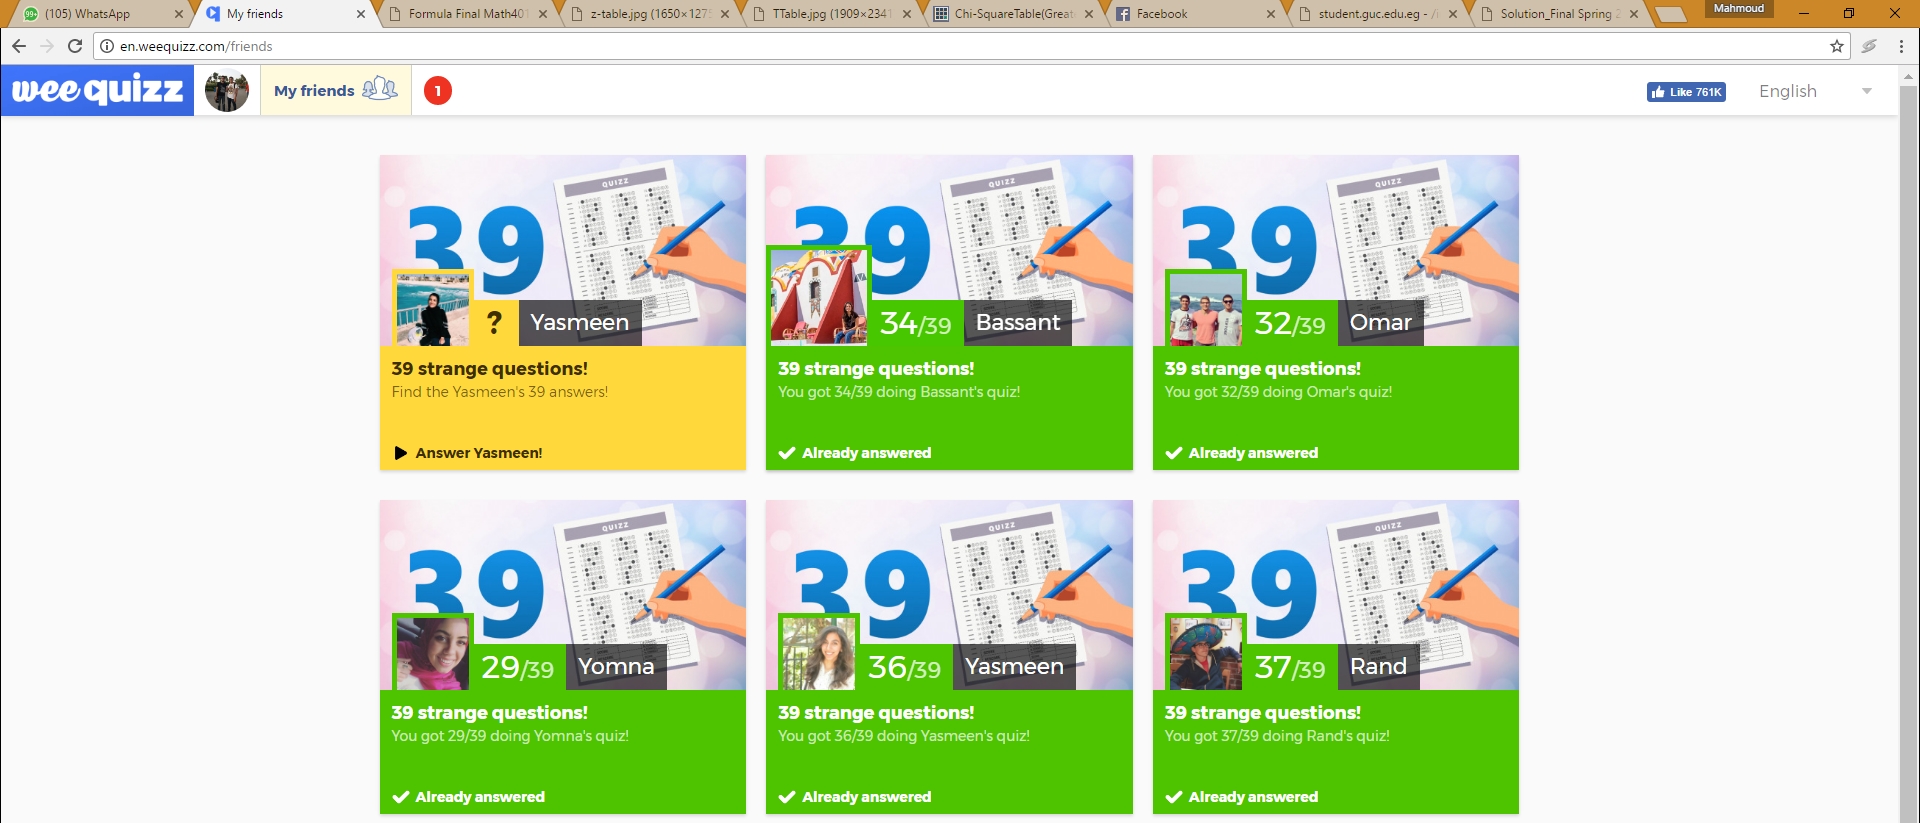 (105) WhatsApp
My friends
Formula Final Math401
z-table.jpg (1650×1275
TTable.jpg (1909×2341
Chi-SquareTable(Great
Facebook
student.guc.edu.eg - /
Solution_Final Spring 2
Mahmoud
en.weequizz.com/friends
wee quizz
My friends
1
Like 761K
English
QUIZZ
39
? Yasmeen
39 strange questions!
Find the Yasmeen's 39 answers!
Answer Yasmeen!
QUIZZ
39
34/39 Bassant
39 strange questions!
You got 34/39 doing Bassant's quiz!
Already answered
QUIZZ
39
32/39 Omar
39 strange questions!
You got 32/39 doing Omar's quiz!
Already answered
QUIZZ
39
29/39 Yomna
39 strange questions!
You got 29/39 doing Yomna's quiz!
Already answered
QUIZZ
39
36/39 Yasmeen
39 strange questions!
You got 36/39 doing Yasmeen's quiz!
Already answered
QUIZZ
39
37/39 Rand
39 strange questions!
You got 37/39 doing Rand's quiz!
Already answered